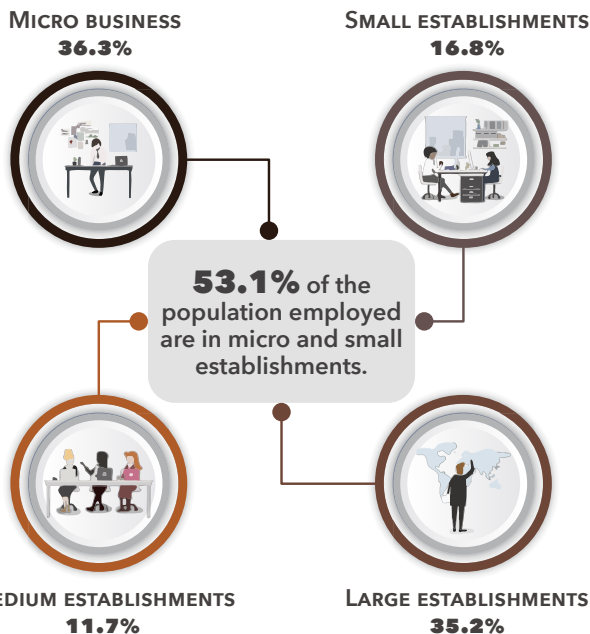 MICRO BUSINESS
36.3%
SMALL ESTABLISHMENTS
16.8%
53.1% of the
population employed
are in micro and small
establishments.
EDIUM ESTABLISHMENTS
11.7%
LARGE ESTABLISHMENTS
35.2%